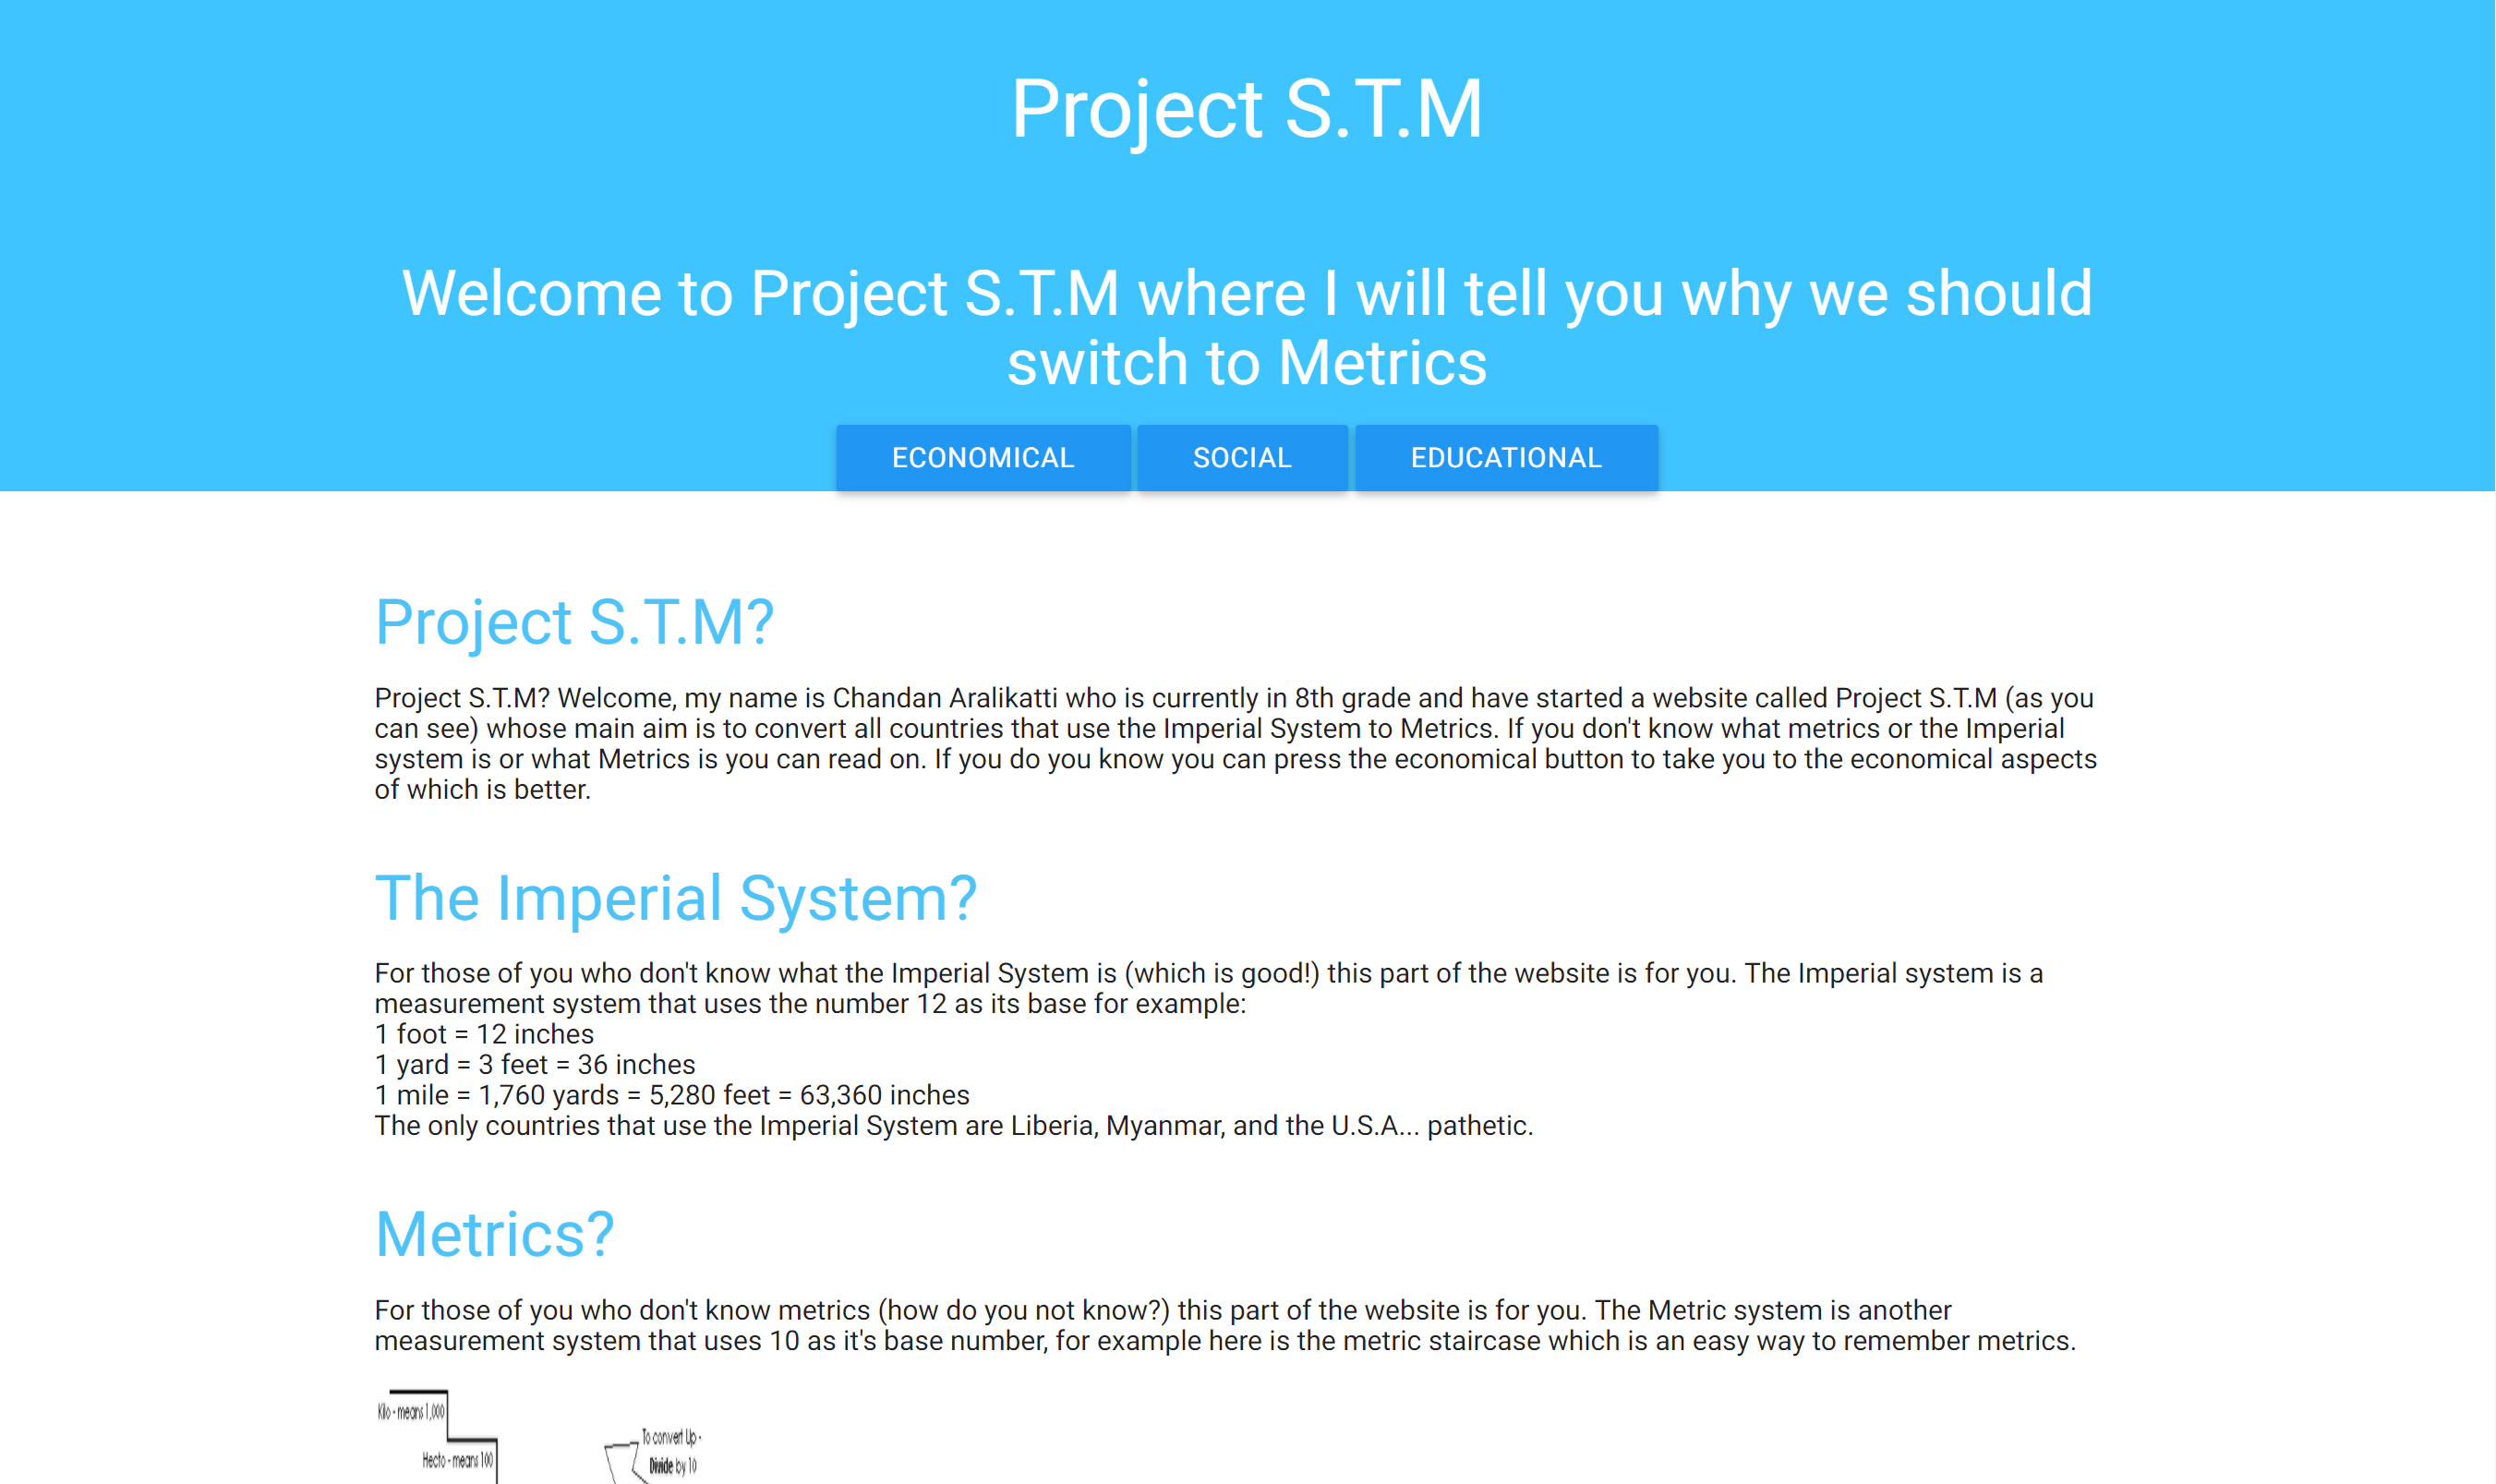 Project S.T.M
Welcome to Project S.T.M where I will tell you why we should
switch to Metrics
ECONOMICAL SOCIAL EDUCATIONAL
Project S.T.M?
Project S.T.M? Welcome, my name is Chandan Aralikatti who is currently in 8th grade and have started a website called Project S.T.M (as you
can see) whose main aim is to convert all countries that use the Imperial System to Metrics. If you don't know what metrics or the Imperial
system is or what Metrics is you can read on. If you do you know you can press the economical button to take you to the economical aspects
of which is better.
The Imperial System?
For those of you who don't know what the Imperial System is (which is good!) this part of the website is for you. The Imperial system is a
measurement system that uses the number 12 as its base for example:
1 foot = 12 inches
1 yard = 3 feet = 36 inches
1 mile = 1,760 yards = 5,280 feet = 63,360 inches
The only countries that use the Imperial System are Liberia, Myanmar, and the U.S.A... pathetic.
Metrics?
For those of you who don't know metrics (how do you not know?) this part of the website is for you. The Metric system is another
measurement system that uses 10 as it's base number, for example here is the metric staircase which is an easy way to remember metrics.
Kilo - means 1,000
Hecto - means 100
To convert Up -
Divide by 10